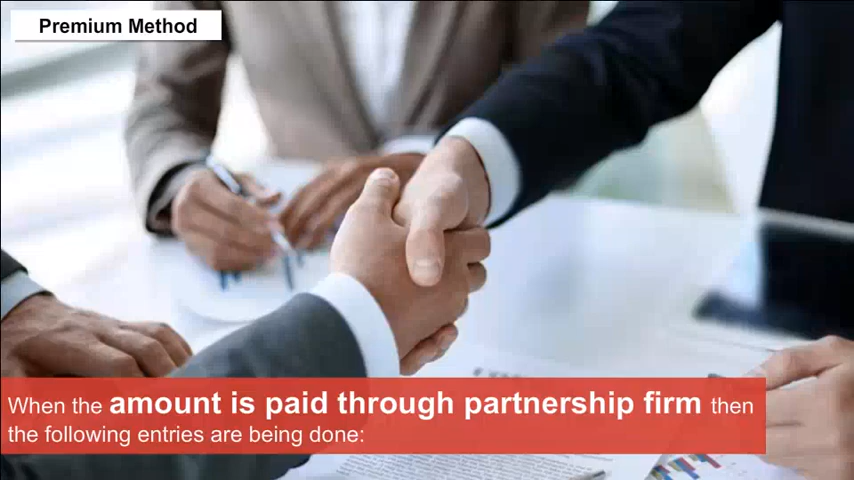 Premium Method
When the amount is paid through partnership firm then
the following entries are being done: